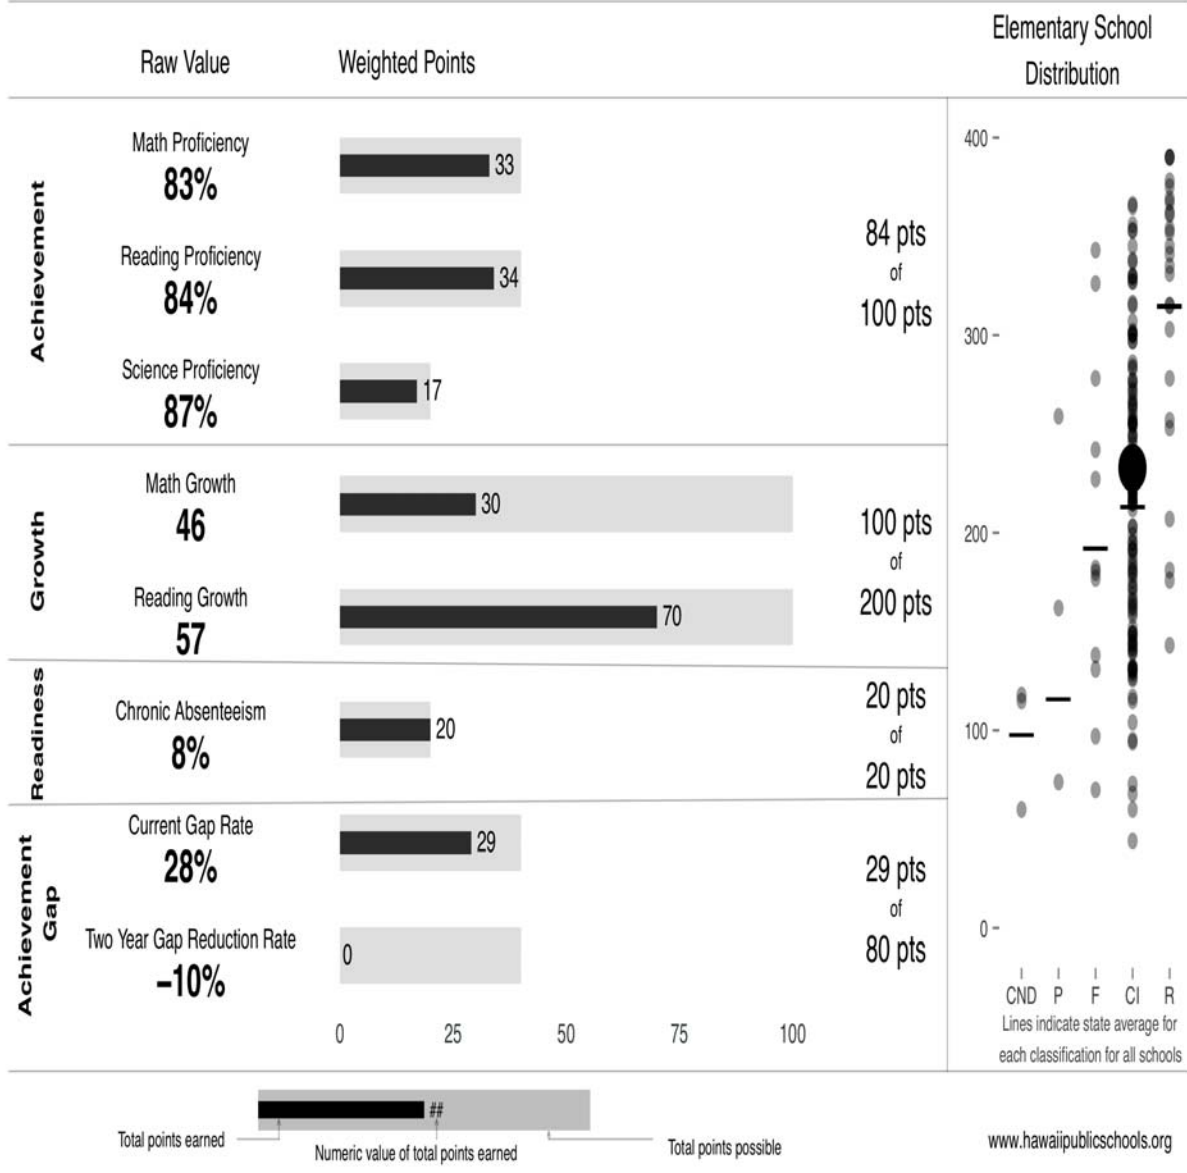 Raw Value
Weighted Points
Elementary School
Distribution
Achievement
Math Proficiency
83%
33
Reading Proficiency
84%
34
Science Proficiency
87%
17
84 pts
of
100 pts
Growth
Math Growth
46
30
Reading Growth
57
70
100 pts
of
200 pts
Readiness
Chronic Absenteeism
8%
20
20 pts
of
20 pts
Achievement
Gap
Current Gap Rate
28%
29
Two Year Gap Reduction Rate
−10%
0
29 pts
of
80 pts
0 25 50 75 100
400
300
200
100
0
CND P F CI R
Lines indicate state average for
each classification for all schools
##
Total points earned
Numeric value of total points earned
Total points possible
www.hawaiipublicschools.org